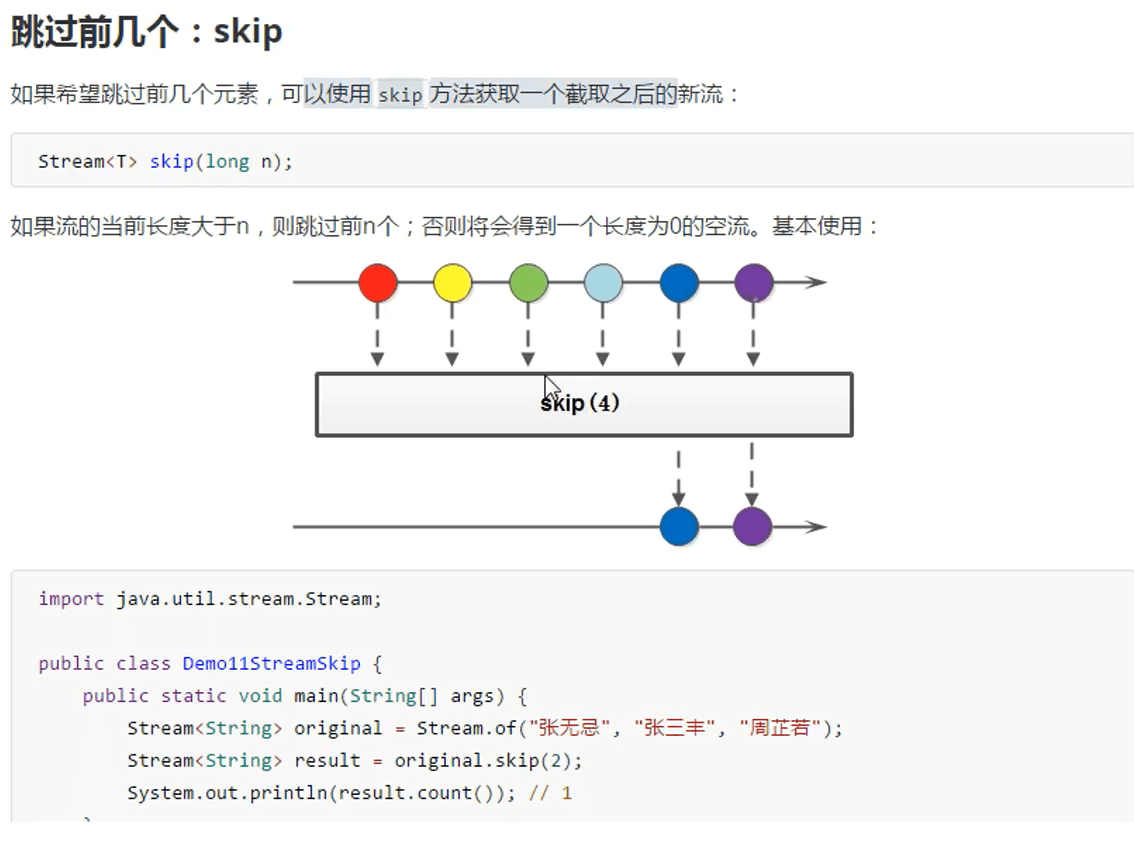 跳过前几个：skip
如果希望跳过前几个元素，可以使用 skip 方法获取一个截取之后的新流：
Stream<T> skip(long n);
如果流的当前长度大于n，则跳过前n个；否则将会得到一个长度为0的空流。基本使用：
skip(4)
import java.util.stream.Stream;
public class Demo11StreamSkip {
public static void main(String[] args) {
Stream<String> original = Stream.of("张无忌", "张三丰", "周芷若");
Stream<String> result = original.skip(2);
System.out.println(result.count()); // 1